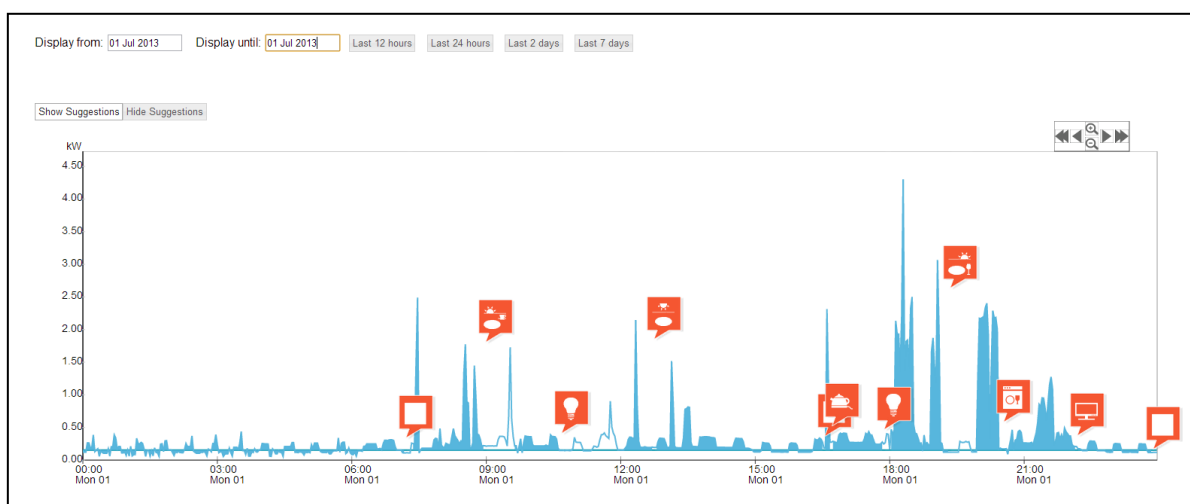 Display from: 01 Jul 2013 Display until: 01 Jul 2013 Last 12 hours Last 24 hours Last 2 days Last 7 days
Show Suggestions Hide Suggestions
kW
4.50
4.00
3.50
3.00
2.50
2.00
1.50
1.00
0.50
0.00
00:00 03:00 06:00 09:00 12:00 15:00 18:00 21:00
Mon 01 Mon 01 Mon 01 Mon 01 Mon 01 Mon 01 Mon 01 Mon 01